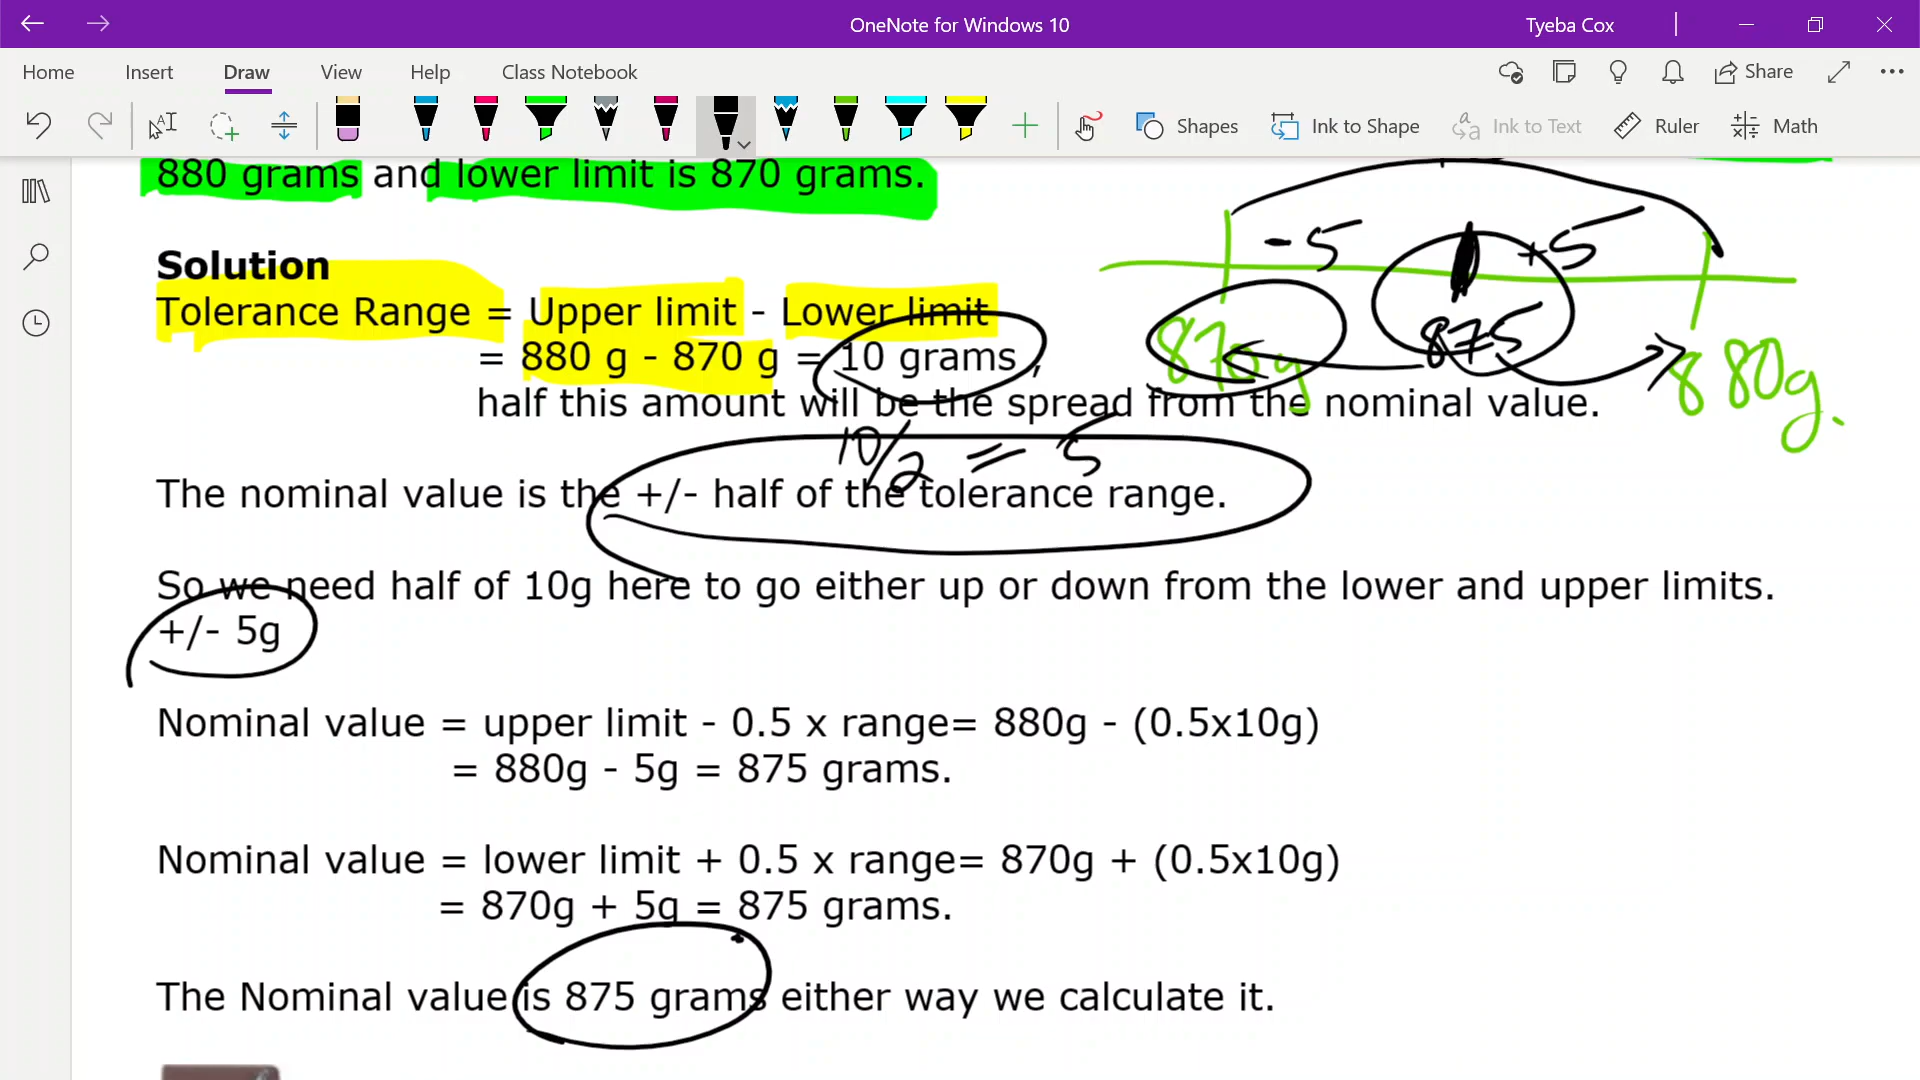 OneNote for Windows 10
Tyeba Cox
Home Insert Draw View Help Class Notebook
Share
Shapes Ink to Shape Ink to Text Ruler Math
880 grams and lower limit is 870 grams.
-5 +5
Solution
Tolerance Range = Upper limit - Lower limit
= 880 g - 870 g = 10 grams,
870g 875 880g.
half this amount will be the spread from the nominal value.
10/2 = 5
The nominal value is the +/- half of the tolerance range.
So we need half of 10g here to go either up or down from the lower and upper limits.
+/- 5g
Nominal value = upper limit - 0.5 x range= 880g - (0.5x10g)
= 880g - 5g = 875 grams.
Nominal value = lower limit + 0.5 x range= 870g + (0.5x10g)
= 870g + 5g = 875 grams.
The Nominal value is 875 grams either way we calculate it.